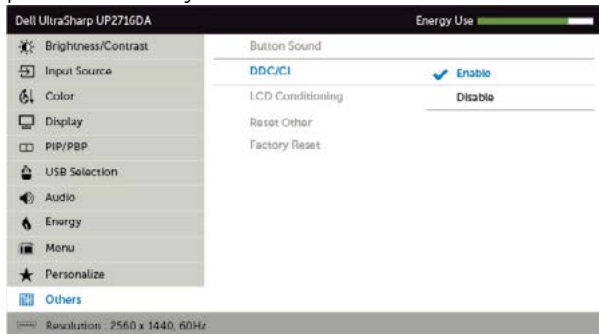 Dell UltraSharp UP2716DA Energy Use
Brightness/Contrast Button Sound
Input Source DDC/CI Enable
Color LCD Conditioning Disable
Display Reset Other
PIP/PBP Factory Reset
USB Selection
Audio
Energy
Menu
Personalize
Others
Resolution : 2560 x 1440, 60Hz